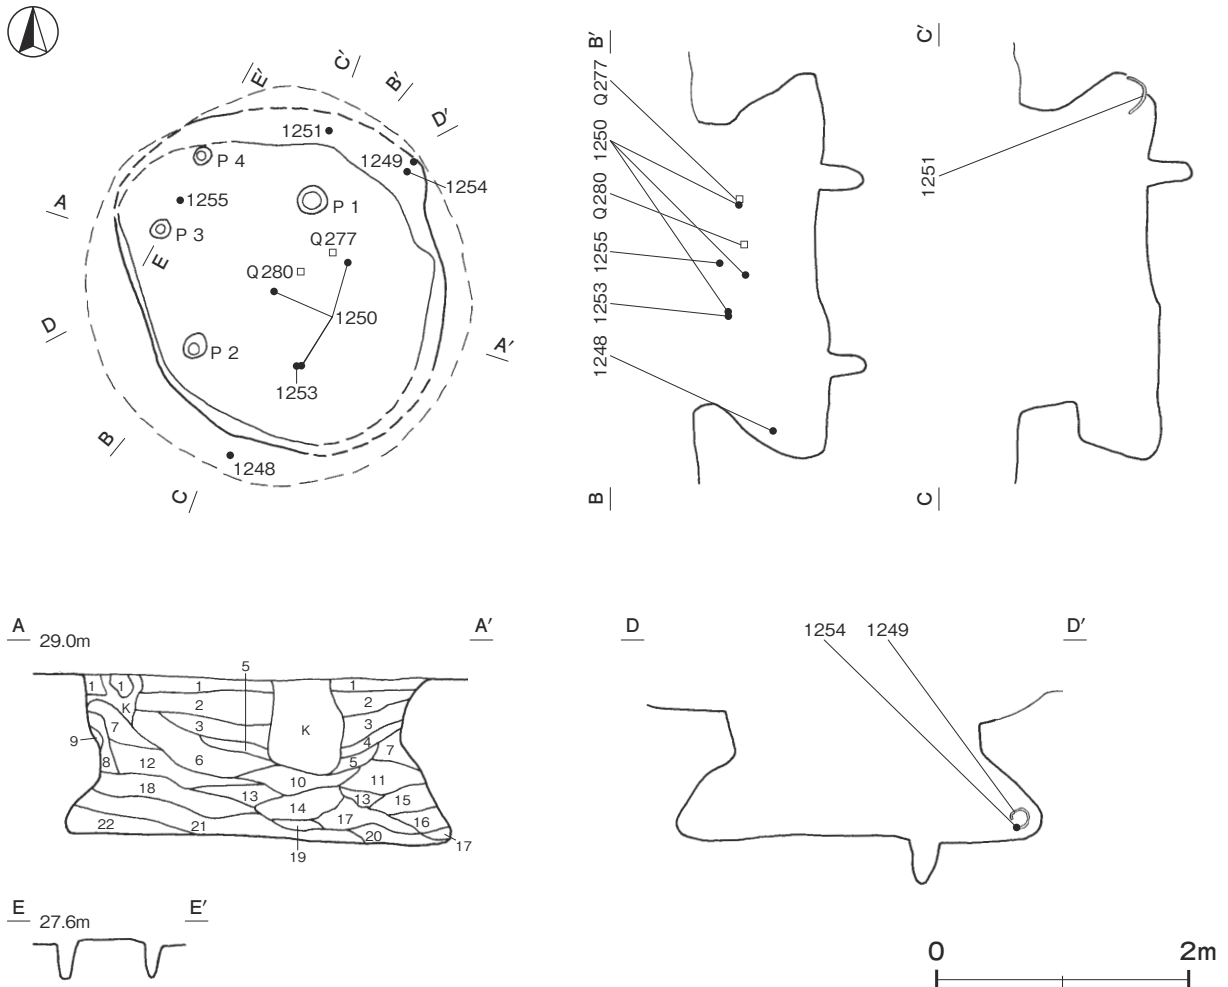 E′
C′
B′
D′
1251
1249
1254
P 4
1255
P 1
A
P 3
E
Q277
Q280
1250
D
P 2
A′
1253
B
1248
C
B′
Q277
1250
Q280
1255
1253
1248
B
C′
1251
C
A 29.0m A′
5
1 1 1 1
K 2 2
7 3 K 3
9 4 7
8 12 6 5
18 10 11
13 14 13 15
22 21 17 16
19 20 17
D 1254 1249 D′
E 27.6m E′
0 2m